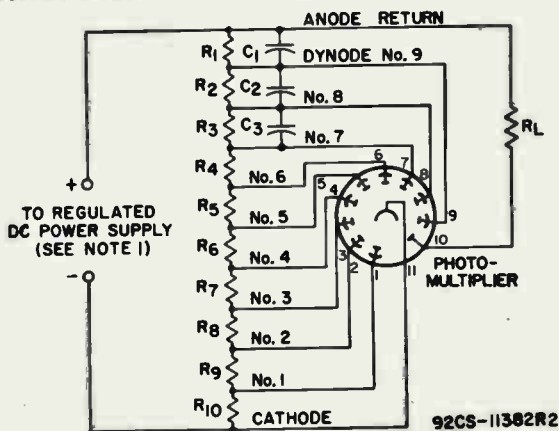 ANODE RETURN
R1
C1
DYNODE No. 9
R2
C2
No. 8
R3
C3
No. 7
R4
No. 6
R5
No. 5
R6
No. 4
R7
No. 3
R8
No. 2
R9
No. 1
R10
CATHODE
RL
+
TO REGULATED
DC POWER SUPPLY
(SEE NOTE 1)
-
1
2
3
4
5
6
7
8
9
10
11
PHOTO-
MULTIPLIER
92CS-11382R2